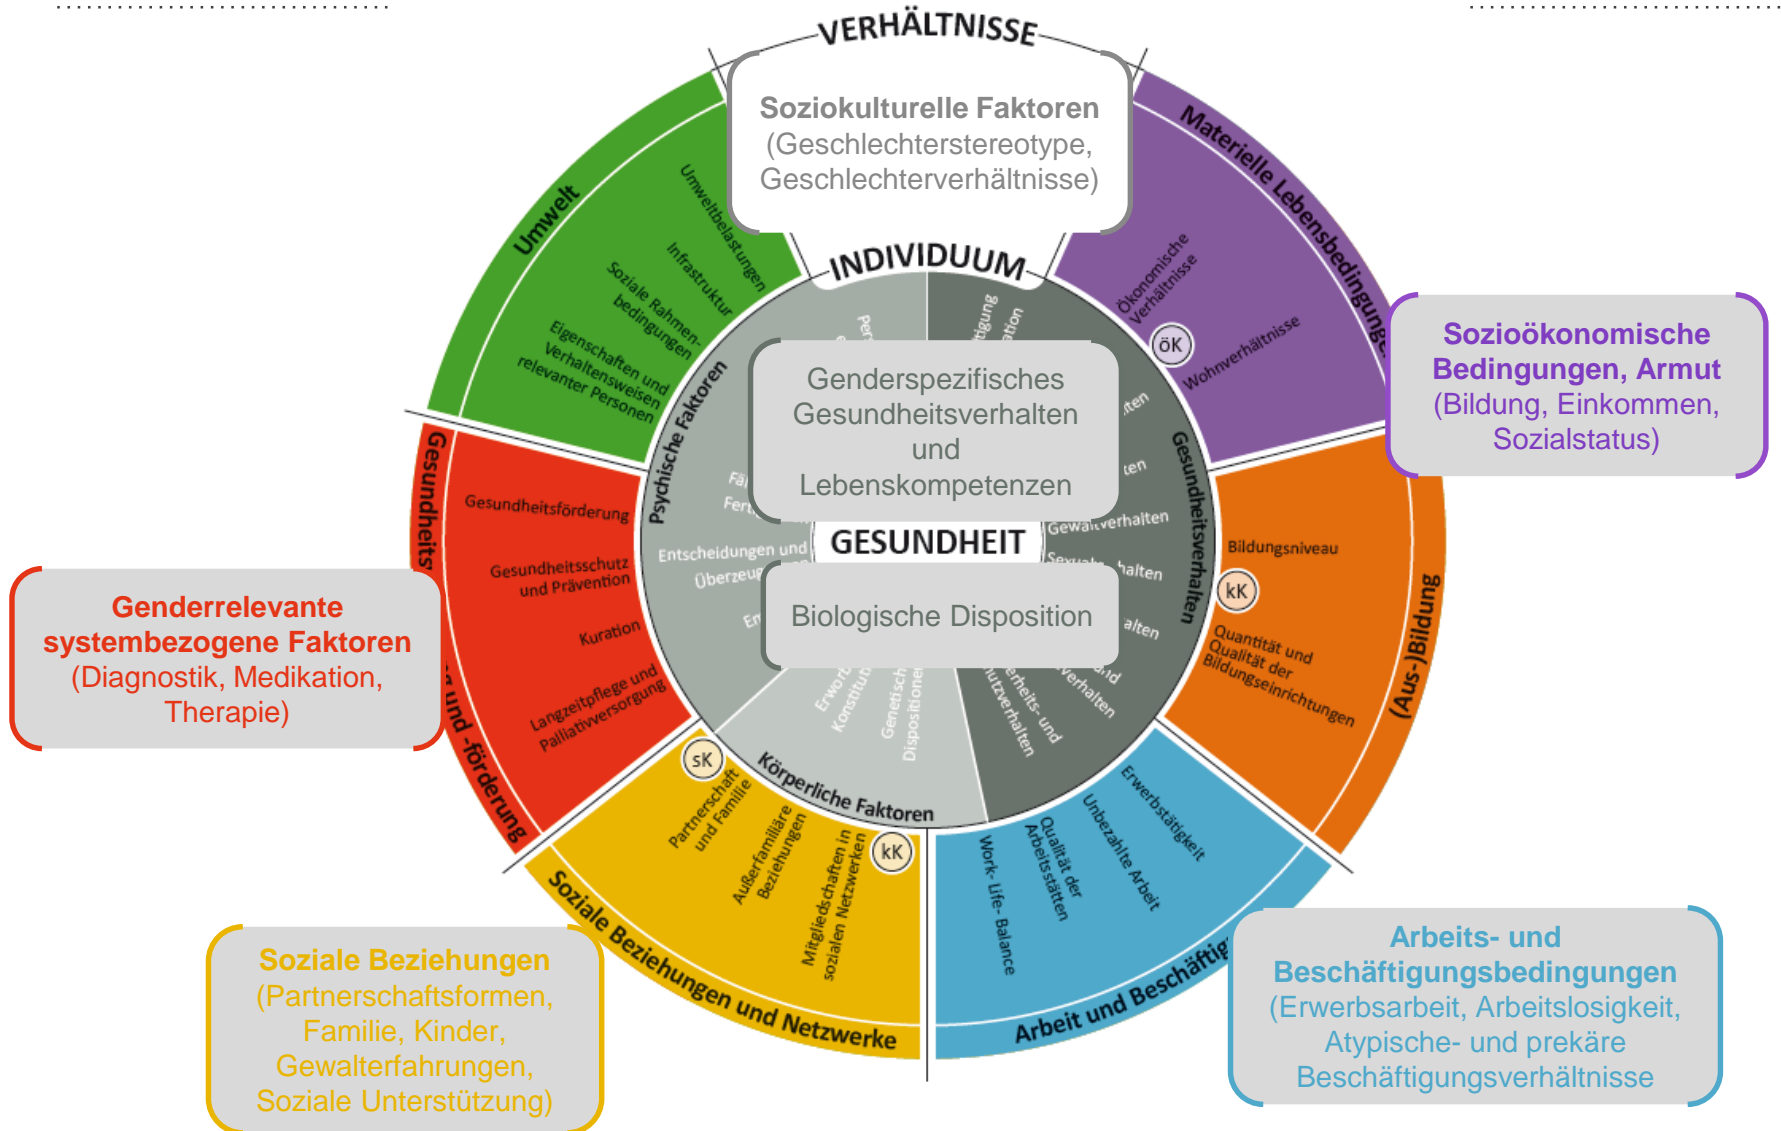 VERHÄLTNISSE
Soziokulturelle Faktoren
(Geschlechterstereotype,
Geschlechterverhältnisse)
INDIVIDUUM
Umwelt
Umweltbelastungen
Infrastruktur
Soziale Rahmen-
bedingungen
Eigenschaften und
Verhaltensweisen
relevanter Personen
Materielle Lebensbedingungen
Ökonomische
Verhältnisse
öK
Wohnverhältnisse
Sozioökonomische
Bedingungen, Armut
(Bildung, Einkommen,
Sozialstatus)
Psychische Faktoren
Genderspezifisches
Gesundheitsverhalten
und
Lebenskompetenzen
Gesundheitsverhalten
GESUNDHEIT
Biologische Disposition
Entscheidungen und
Gewaltverhalten
Gesundheitsförderung
Gesundheitsschutz
und Prävention
Kuration
Langzeitpflege und
Palliativversorgung
und -förderung
Genderrelevante
systembezogene Faktoren
(Diagnostik, Medikation,
Therapie)
Bildungsniveau
kK
Quantität und
Qualität der
Bildungseinrichtungen
(Aus-)Bildung
Körperliche Faktoren
sK
Partnerschaft
und Familie
Außerfamiliäre
Beziehungen
Mitgliedschaften in
sozialen Netzwerken
kK
Soziale Beziehungen und Netzwerke
Soziale Beziehungen
(Partnerschaftsformen,
Familie, Kinder,
Gewalterfahrungen,
Soziale Unterstützung)
Work- Life- Balance
Qualität der
Arbeitsstätten
Unbezahlte Arbeit
Erwerbstätigkeit
Arbeit und
Arbeits- und
Beschäftigungsbedingungen
(Erwerbsarbeit, Arbeitslosigkeit,
Atypische- und prekäre
Beschäftigungsverhältnisse